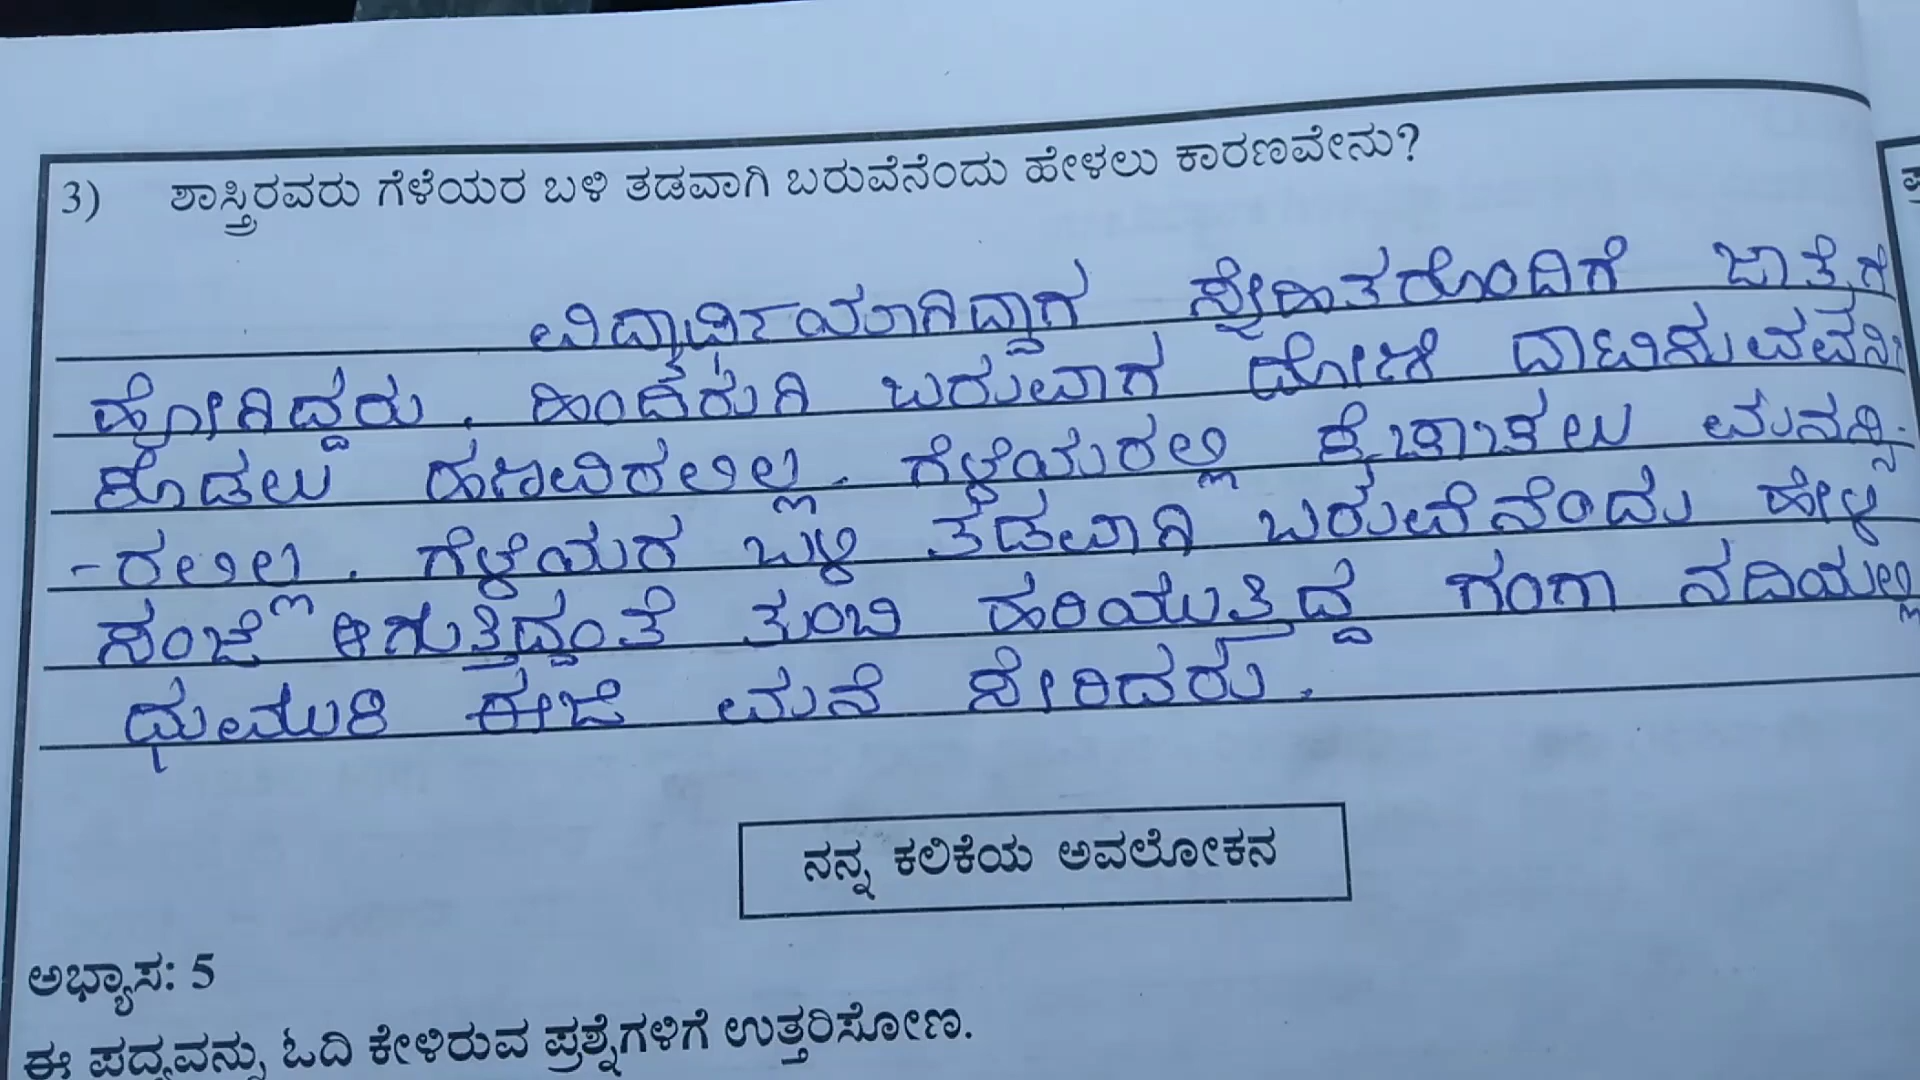 3) ಶಾಸ್ತ್ರಿರವರು ಗೆಳೆಯರ ಬಳಿ ತಡವಾಗಿ ಬರುವೆನೆಂದು ಹೇಳಲು ಕಾರಣವೇನು?
ವಿದ್ಯಾರ್ಥಿಯಾಗಿದ್ದಾಗ ಸ್ನೇಹಿತರೊಂದಿಗೆ ಜಾತ್ರೆಗೆ
ಹೋಗಿದ್ದರು. ಹಿಂದಿರುಗಿ ಬರುವಾಗ ದೋಣಿ ದಾಟಿಸುವವನಿಗೆ
ಕೊಡಲು ಹಣವಿರಲಿಲ್ಲ. ಗೆಳೆಯರಲ್ಲಿ ಕೈಚಾಚಲು ಮನಸ್ಸಿ-
-ರಲಿಲ್ಲ. ಗೆಳೆಯರ ಬಳಿ ತಡವಾಗಿ ಬರುವೆನೆಂದು ಹೇಳಿ
ಸಂಜೆ ಆಗುತ್ತಿದ್ದಂತೆ ತುಂಬಿ ಹರಿಯುತ್ತಿದ್ದ ಗಂಗಾ ನದಿಯಲ್ಲಿ
ಧುಮುಕಿ ಈಜಿ ಮನೆ ಸೇರಿದರು.
ನನ್ನ ಕಲಿಕೆಯ ಅವಲೋಕನ
ಅಭ್ಯಾಸ: 5
ಈ ಪದ್ಯವನ್ನು ಓದಿ ಕೇಳಿರುವ ಪ್ರಶ್ನೆಗಳಿಗೆ ಉತ್ತರಿಸೋಣ.